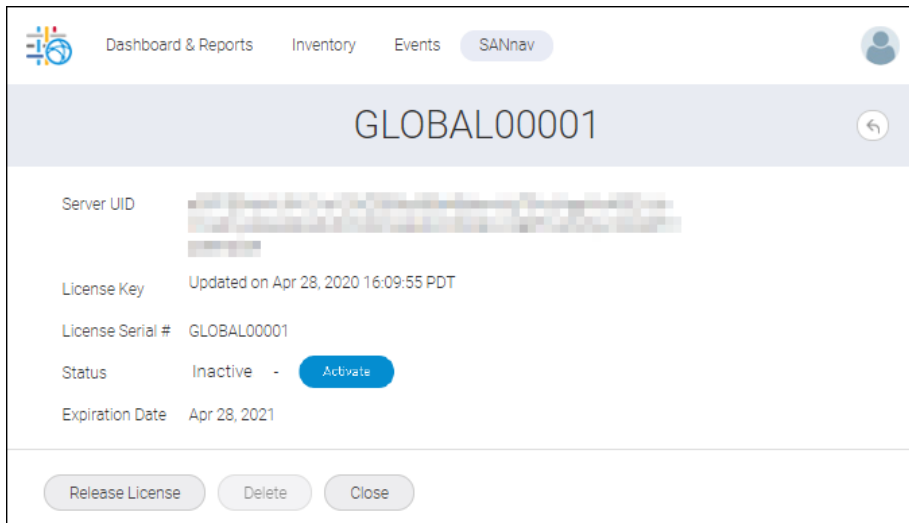 Dashboard & Reports Inventory Events SANnav
GLOBAL00001
Server UID
License Key Updated on Apr 28, 2020 16:09:55 PDT
License Serial # GLOBAL00001
Status Inactive - Activate
Expiration Date Apr 28, 2021
Release License Delete Close